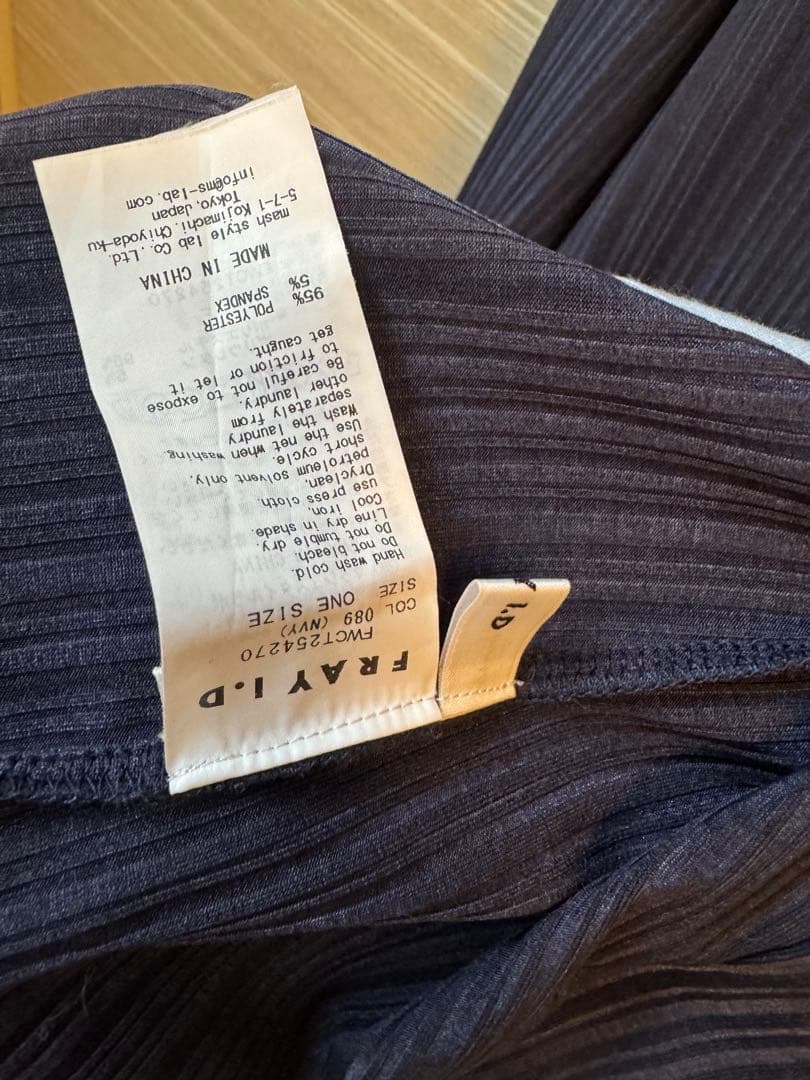 FRAY I.D
FWCT254270
COL 089 (NVY)
SIZE ONE SIZE
Hand wash cold.
Do not bleach.
Do not tumble dry.
Line dry in shade.
Cool iron.
use press cloth.
Dryclean.
petroleum solvent only.
short cycle.
Use the net when washing.
Wash the laundry
separately from
other laundry.
Be careful not to expose
to friction or let it
get caught.
95% POLYESTER
5% SPANDEX
MADE IN CHINA
mash style lab Co., Ltd.
5-7-1 Kojimachi, Chiyoda-ku
Tokyo, Japan
info@ms-lab.com
I.D